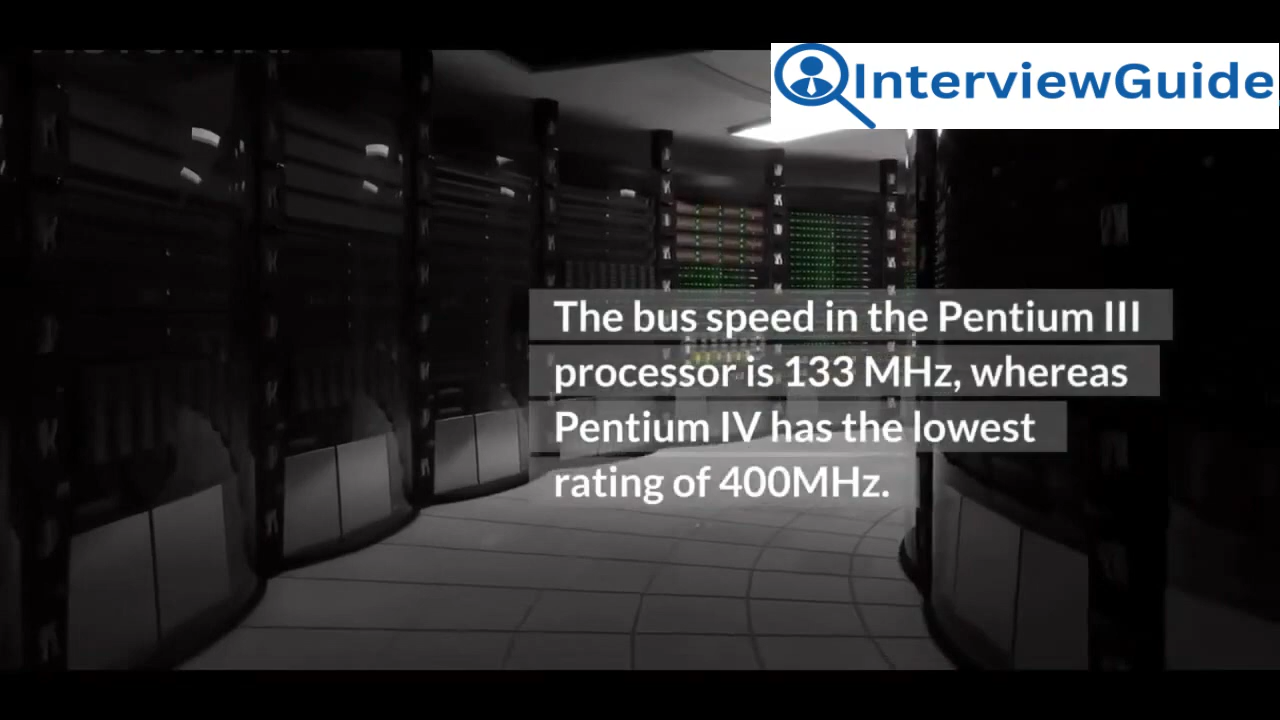 InterviewGuide
The bus speed in the Pentium III
processor is 133 MHz, whereas
Pentium IV has the lowest
rating of 400MHz.